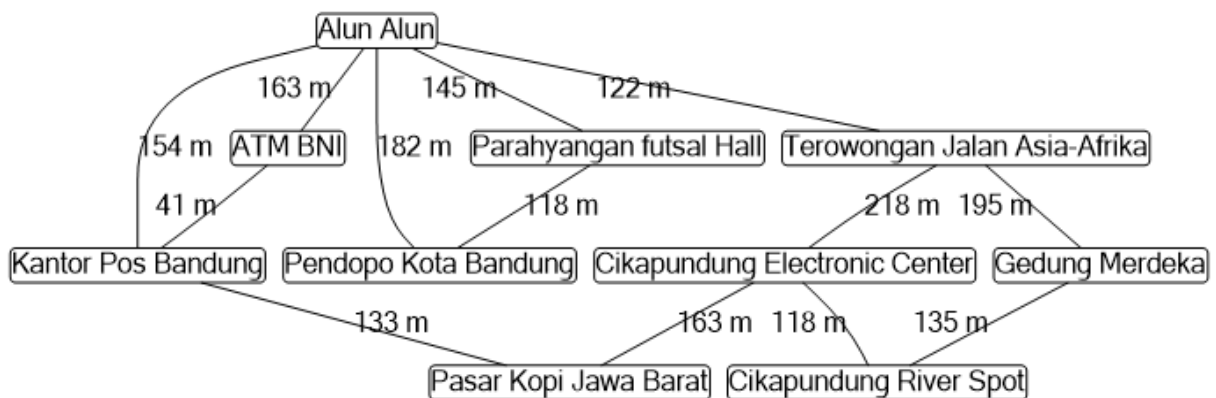 Alun Alun
163 m
145 m
122 m
154 m
ATM BNI
182 m
Parahyangan futsal Hall
Terowongan Jalan Asia-Afrika
41 m
118 m
218 m
195 m
Kantor Pos Bandung
Pendopo Kota Bandung
Cikapundung Electronic Center
Gedung Merdeka
133 m
163 m
118 m
135 m
Pasar Kopi Jawa Barat
Cikapundung River Spot